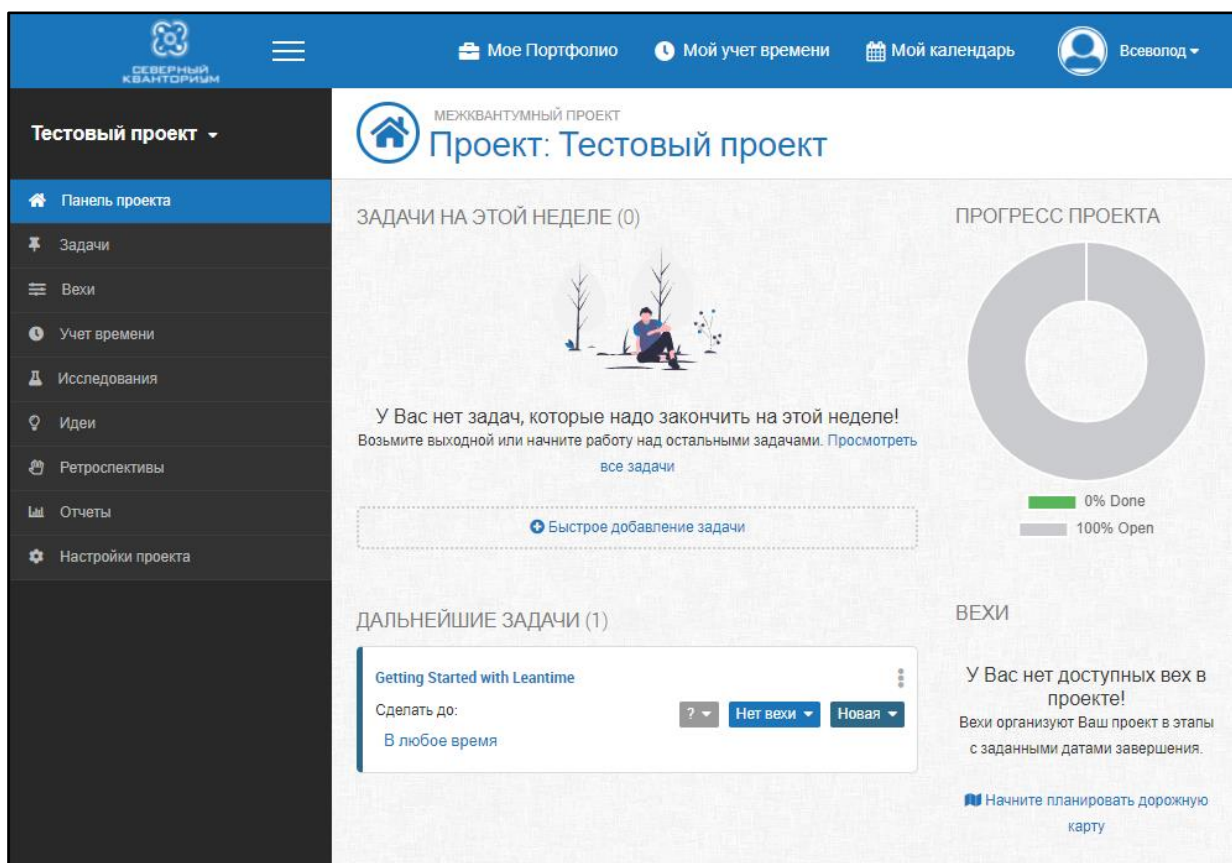 СЕВЕРНЫЙ
КВАНТОРИУМ
Мое Портфолио
Мой учет времени
Мой календарь
Всеволод
Тестовый проект
МЕЖКВАНТУМНЫЙ ПРОЕКТ
Проект: Тестовый проект
Панель проекта
Задачи
Вехи
Учет времени
Исследования
Идеи
Ретроспективы
Отчеты
Настройки проекта
ЗАДАЧИ НА ЭТОЙ НЕДЕЛЕ (0)
У Вас нет задач, которые надо закончить на этой неделе!
Возьмите выходной или начните работу над остальными задачами. Просмотреть
все задачи
Быстрое добавление задачи
ДАЛЬНЕЙШИЕ ЗАДАЧИ (1)
Getting Started with Leantime
Сделать до:
В любое время
?
Нет вехи
Новая
ПРОГРЕСС ПРОЕКТА
0% Done
100% Open
ВЕХИ
У Вас нет доступных вех в
проекте!
Вехи организуют Ваш проект в этапы
с заданными датами завершения.
Начните планировать дорожную
карту